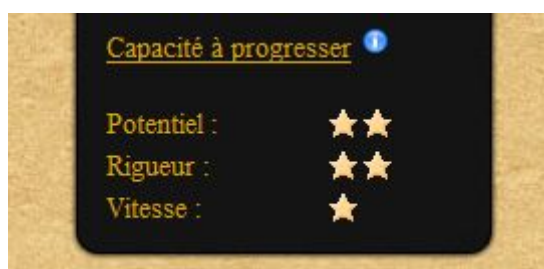 Capacité à progresser
Potentiel :
Rigueur :
Vitesse :